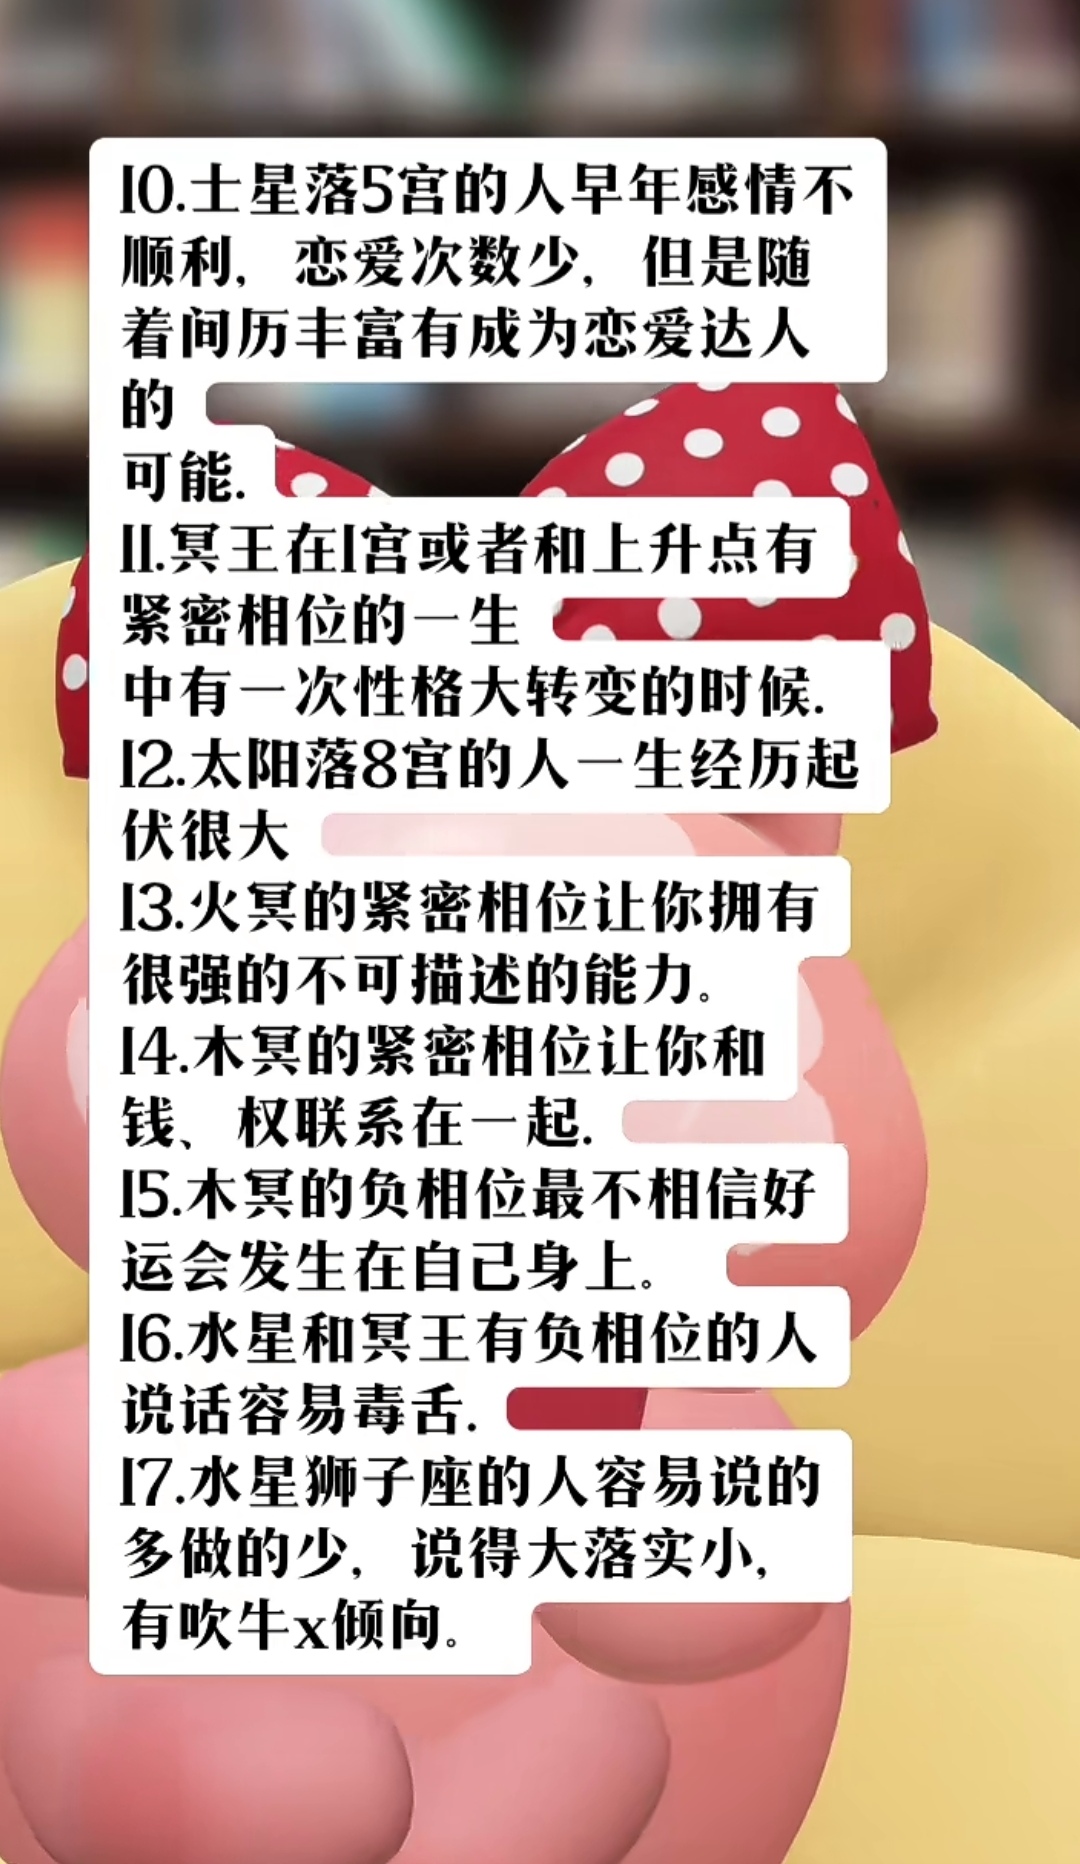 10.土星落5宫的人早年感情不
顺利，恋爱次数少，但是随
着间历丰富有成为恋爱达人
的
可能.
11.冥王在1宫或者和上升点有
紧密相位的一生
中有一次性格大转变的时候.
12.太阳落8宫的人一生经历起
伏很大
13.火冥的紧密相位让你拥有
很强的不可描述的能力。
14.木冥的紧密相位让你和
钱、权联系在一起.
15.木冥的负相位最不相信好
运会发生在自己身上。
16.水星和冥王有负相位的人
说话容易毒舌.
17.水星狮子座的人容易说的
多做的少，说得大落实小，
有吹牛x倾向。